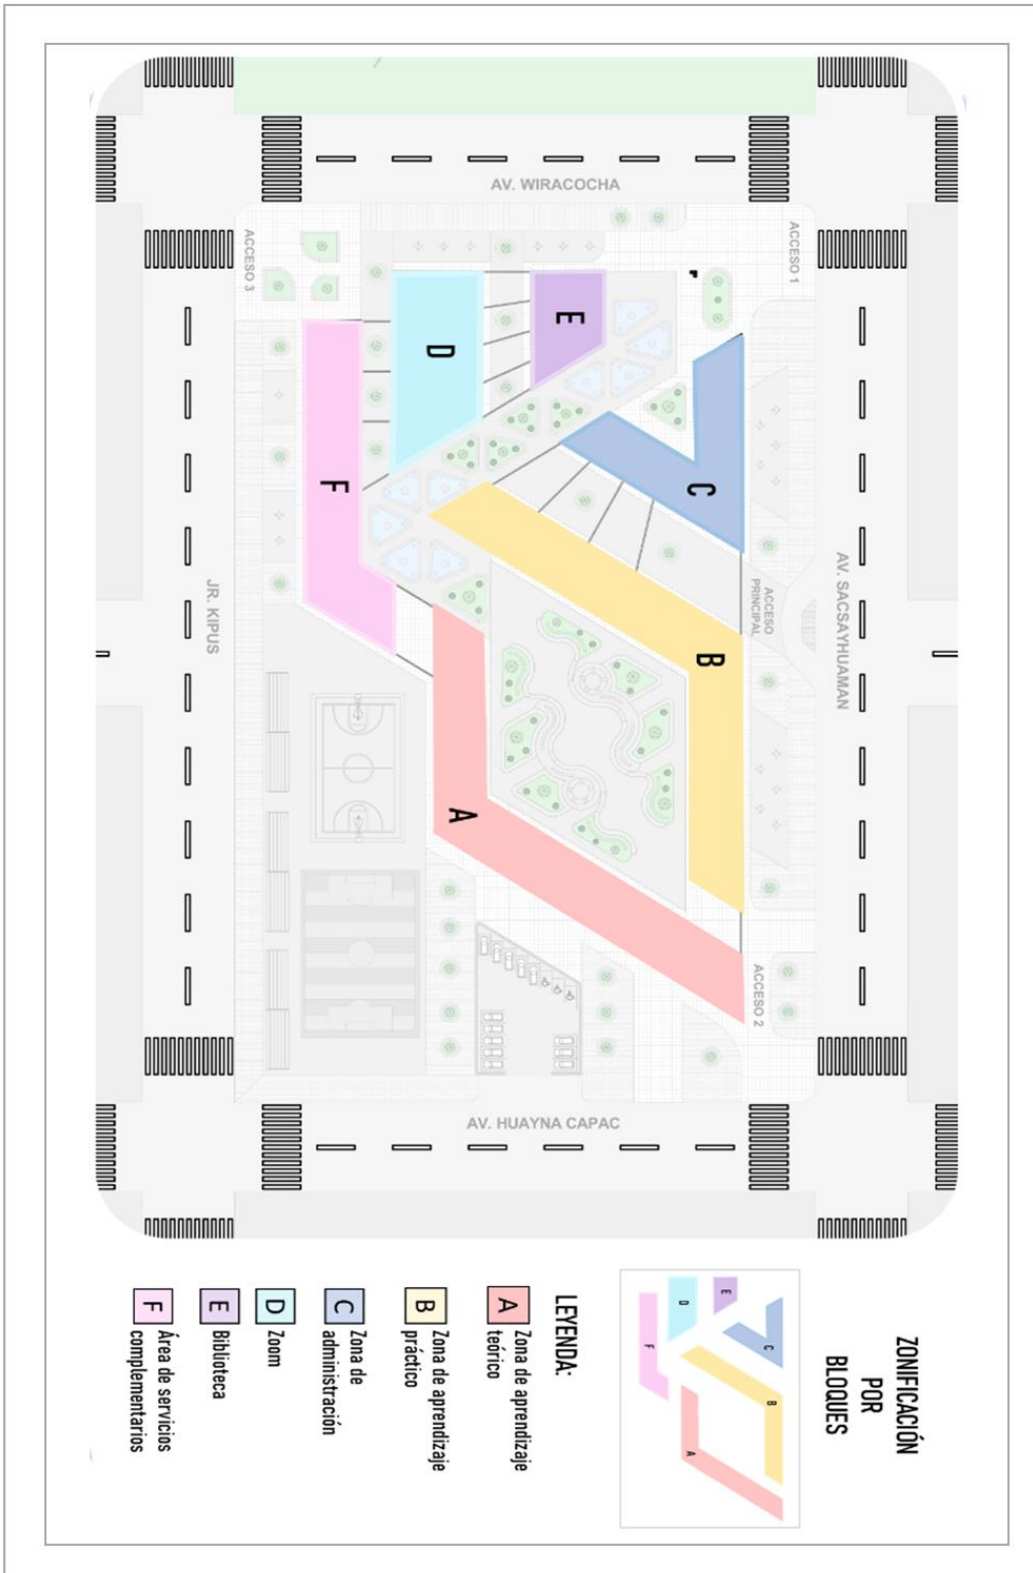 AV. WIRACOCHA
ACCESO 3
ACCESO 1
E
D
C
F
AV. SACSAYHUAMAN
ACCESO
PRINCIPAL
JR. KIPUS
B
A
ACCESO 2
AV. HUAYNA CAPAC
ZONIFICACIÓN
POR
BLOQUES
E
D
C
F
B
A
LEYENDA:
A Zona de aprendizaje
teórico
B Zona de aprendizaje
práctico
C Zona de
administración
D Zoom
E Biblioteca
F Área de servicios
complementarios